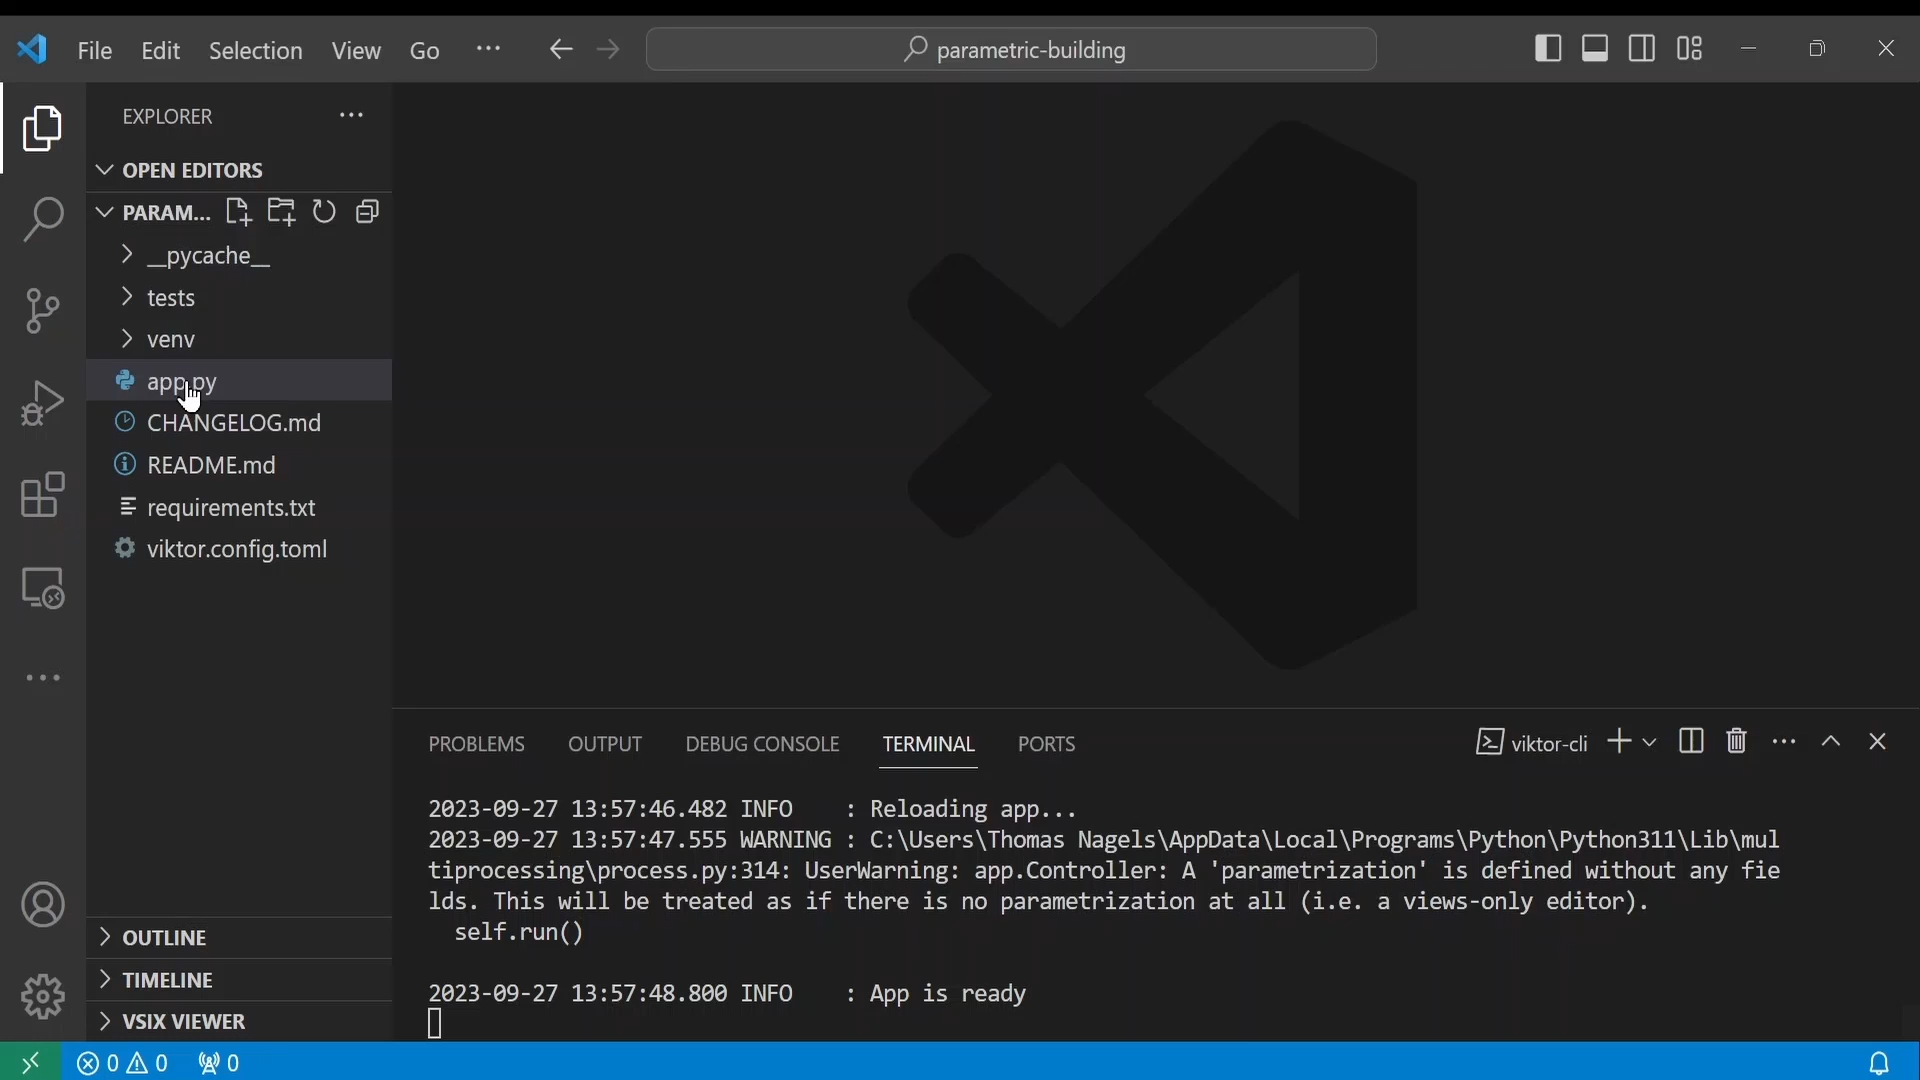 File Edit Selection View Go ··· parametric-building
EXPLORER
OPEN EDITORS
PARAM...
__pycache__
tests
venv
app.py
CHANGELOG.md
README.md
requirements.txt
viktor.config.toml
OUTLINE
TIMELINE
VSIX VIEWER
PROBLEMS OUTPUT DEBUG CONSOLE TERMINAL PORTS viktor-cli
2023-09-27 13:57:46.482 INFO : Reloading app...
2023-09-27 13:57:47.555 WARNING : C:\Users\Thomas Nagels\AppData\Local\Programs\Python\Python311\Lib\mul
tiprocessing\process.py:314: UserWarning: app.Controller: A 'parametrization' is defined without any fie
lds. This will be treated as if there is no parametrization at all (i.e. a views-only editor).
self.run()
2023-09-27 13:57:48.800 INFO : App is ready
0 0 0